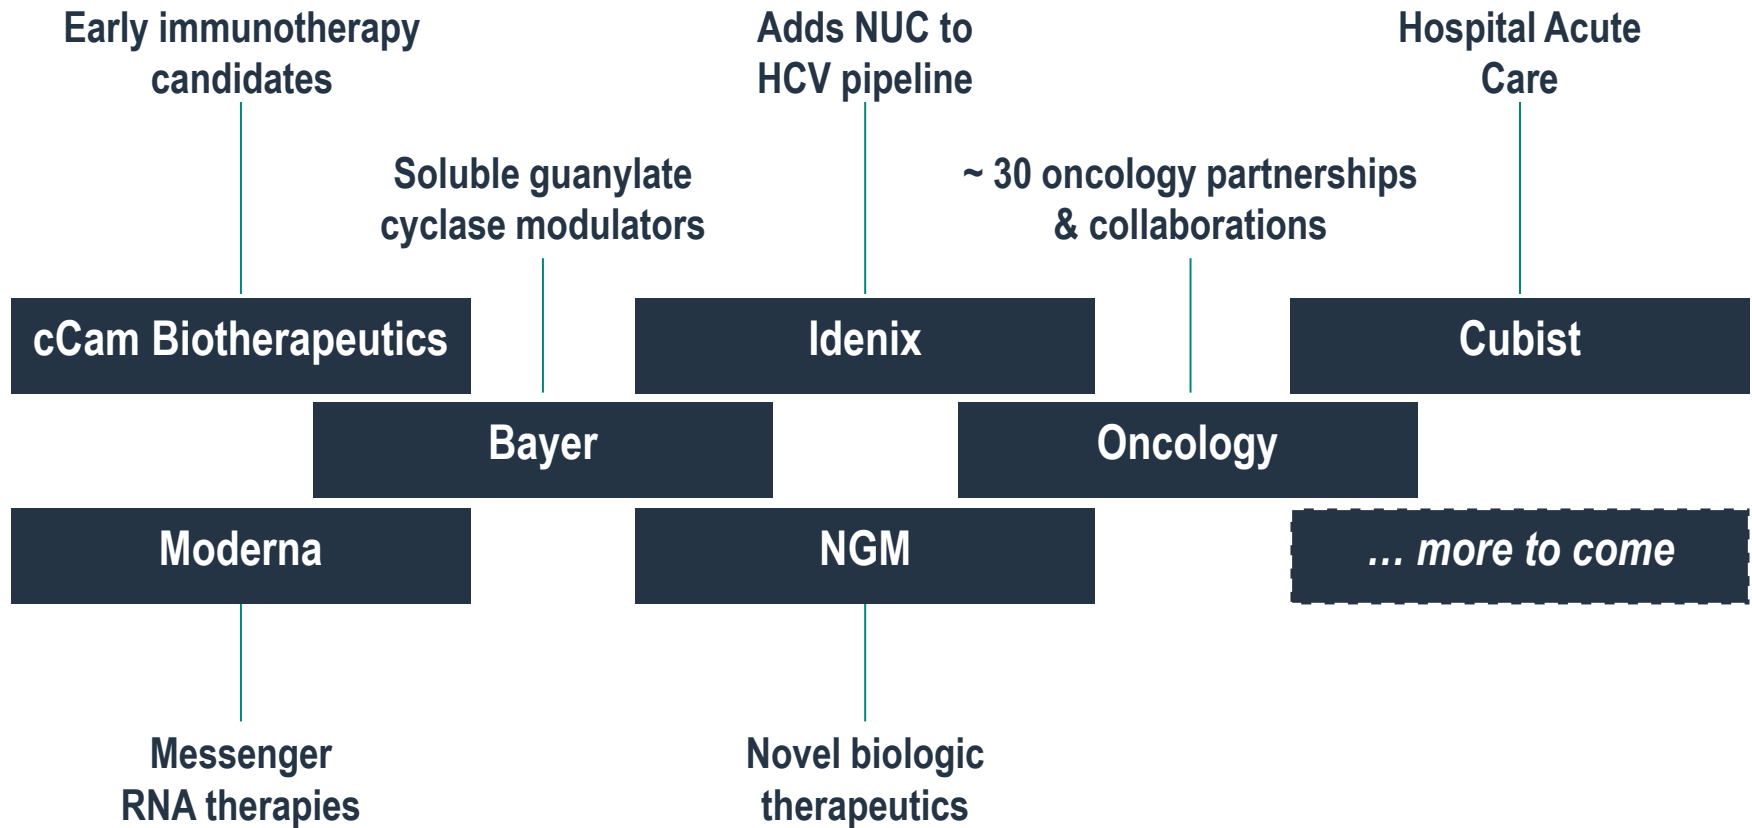 Early immunotherapy
candidates
Adds NUC to
HCV pipeline
Hospital Acute
Care
Soluble guanylate
cyclase modulators
~ 30 oncology partnerships
& collaborations
cCam Biotherapeutics
Idenix
Cubist
Bayer
Oncology
Moderna
NGM
... more to come
Messenger
RNA therapies
Novel biologic
therapeutics